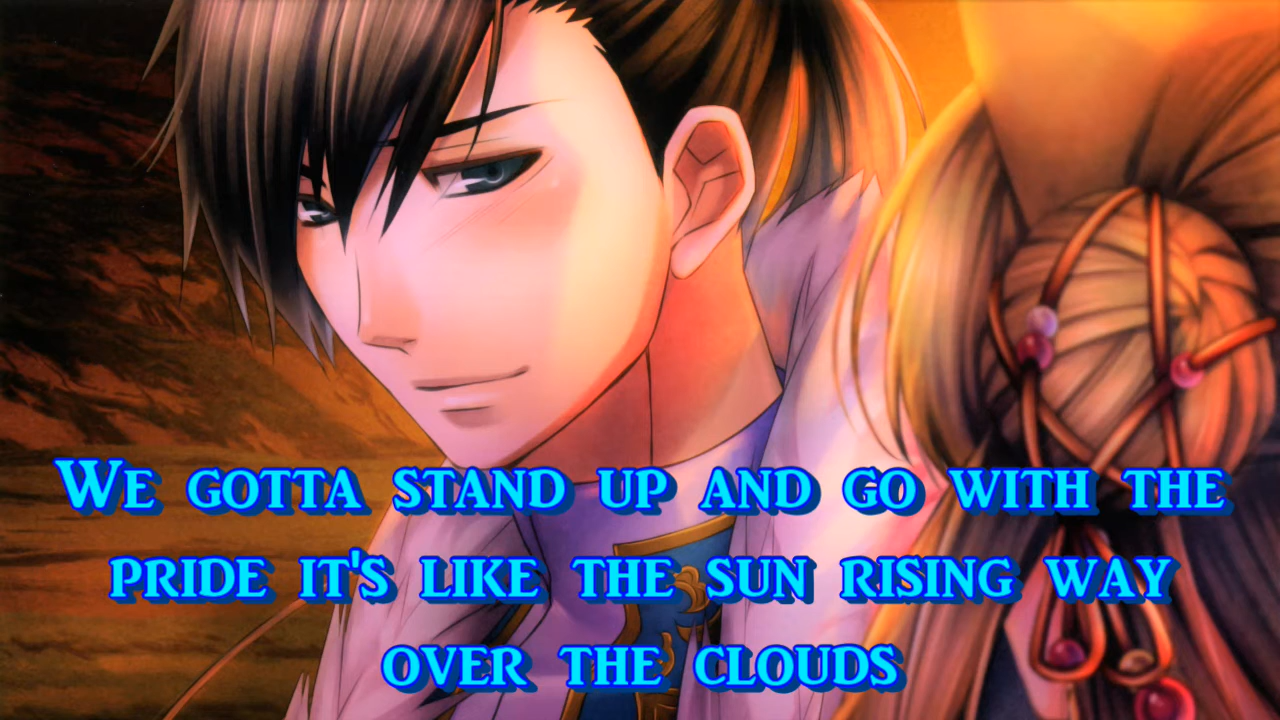 We gotta stand up and go with the
pride it's like the sun rising way
over the clouds